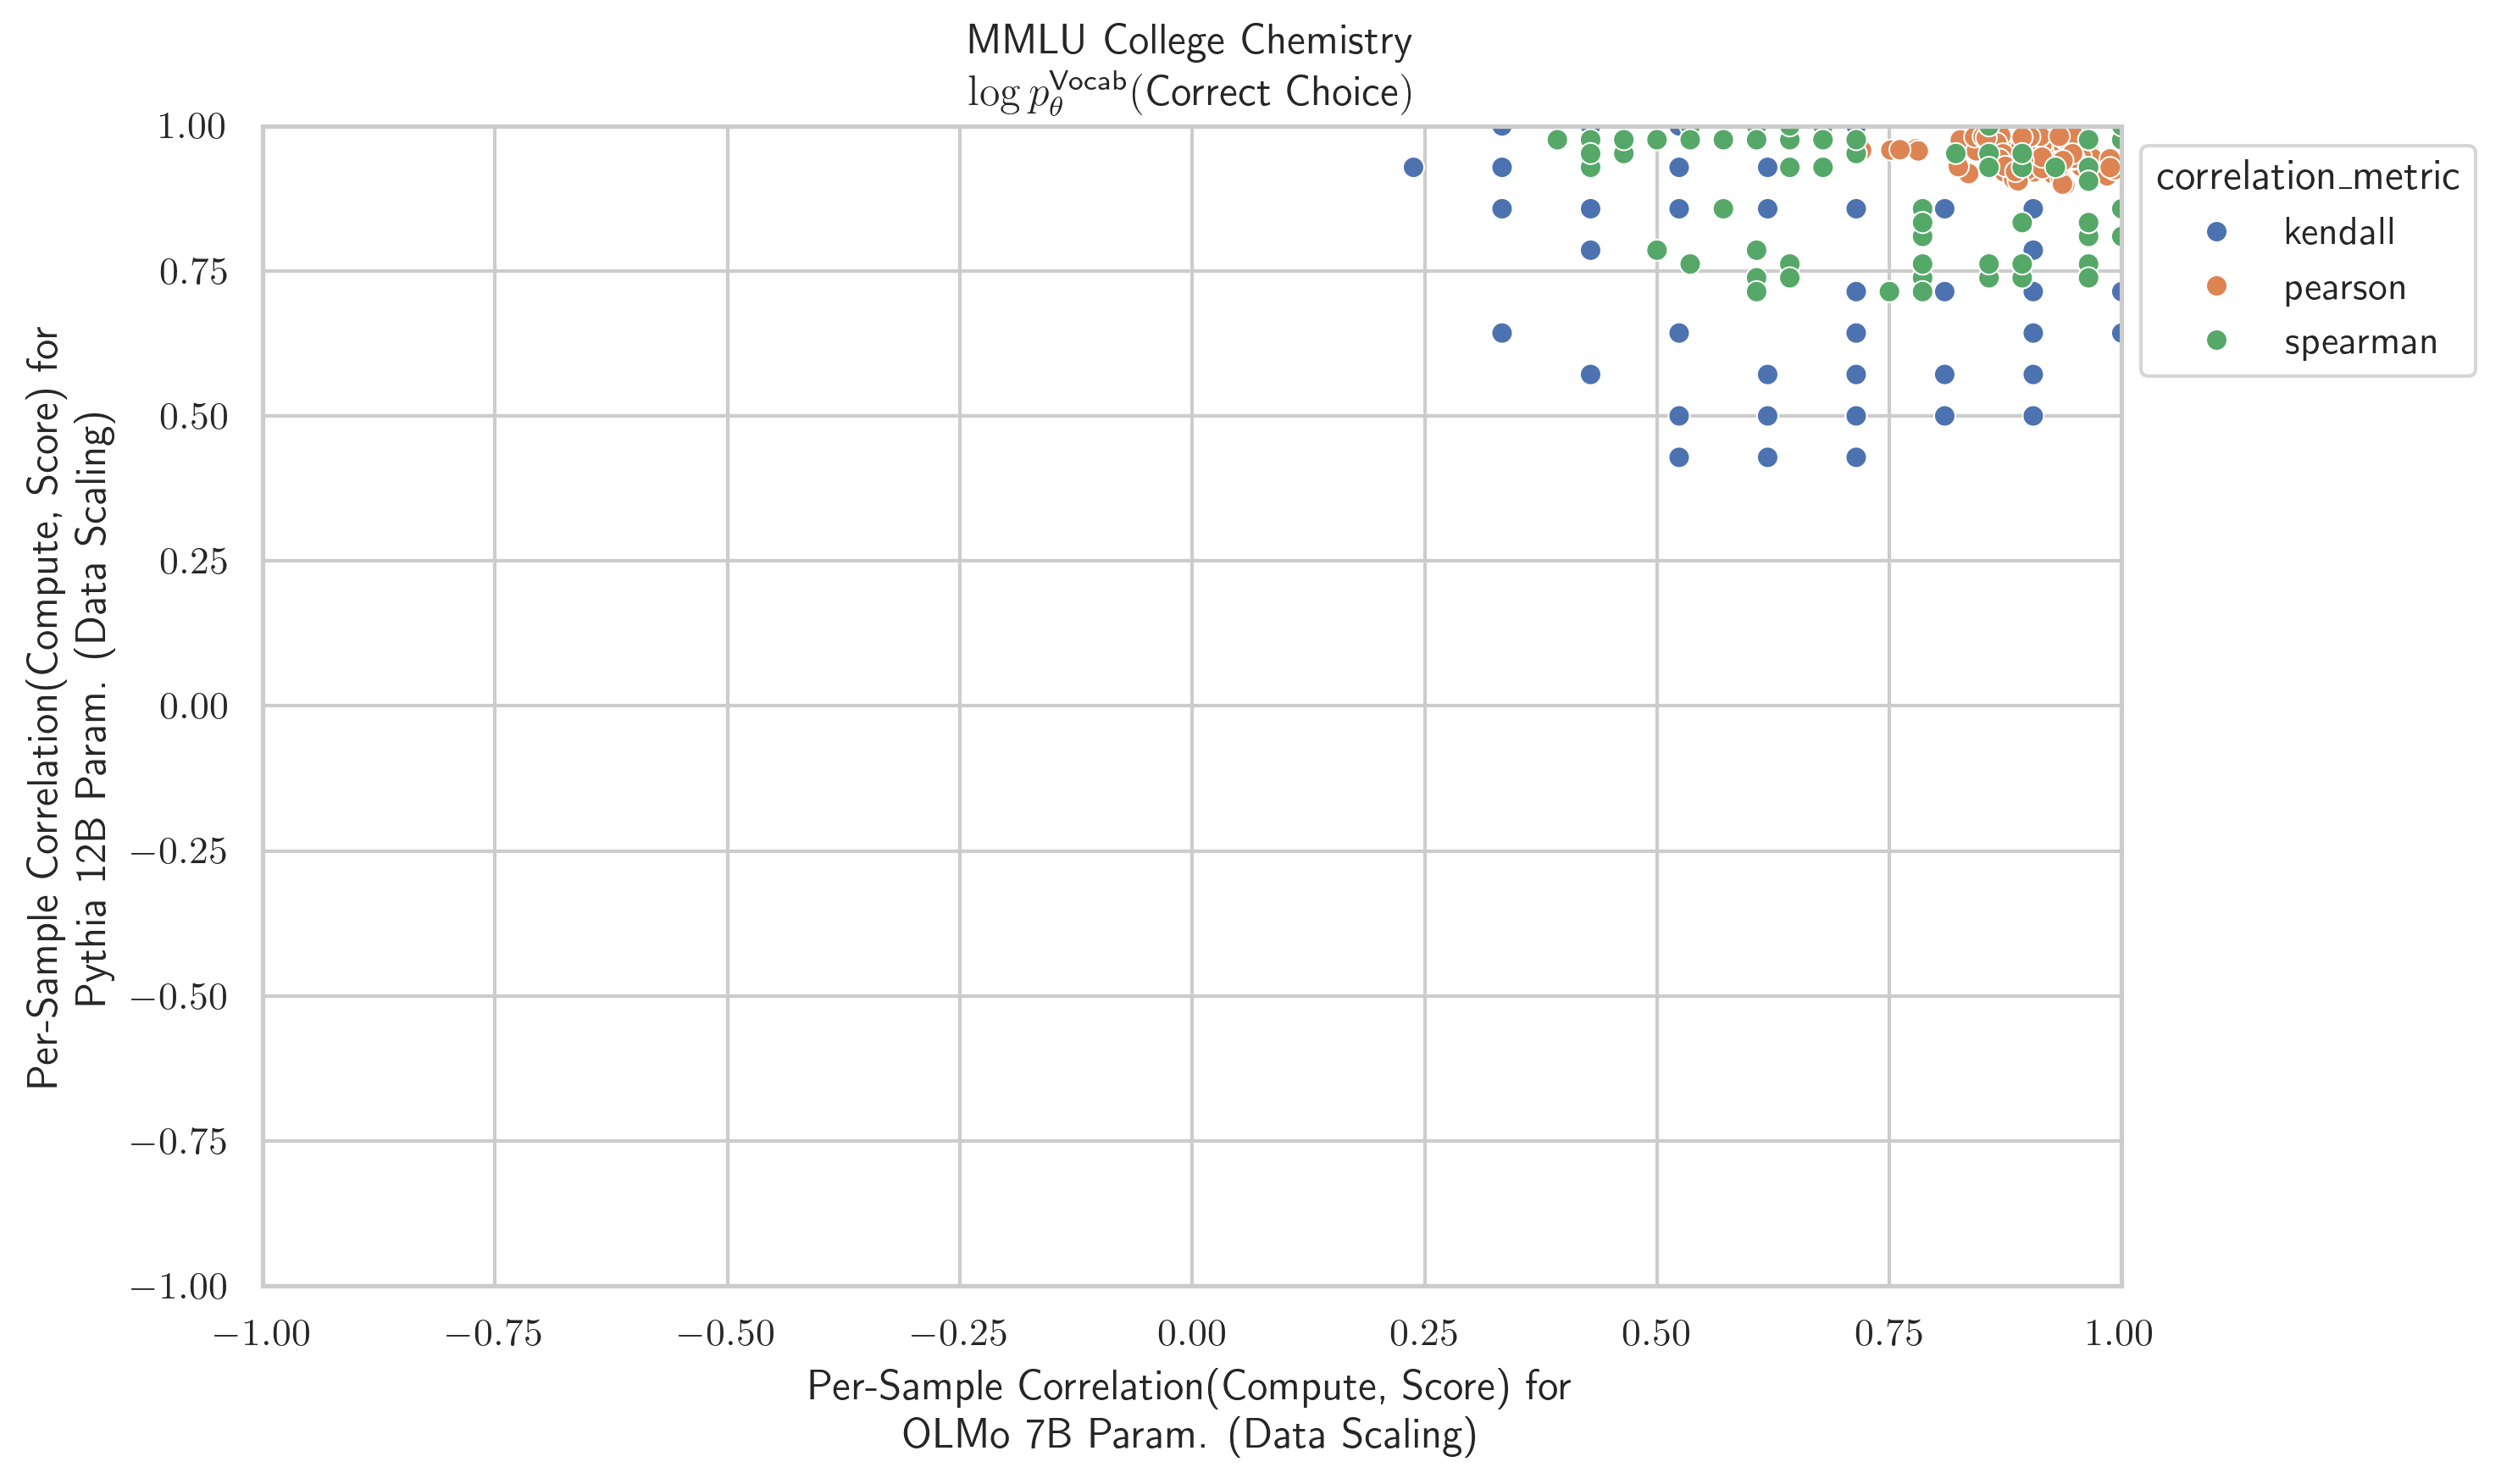 MMLU College Chemistry
log p_θ^Vocab(Correct Choice)
Per-Sample Correlation(Compute, Score) for
Pythia 12B Param. (Data Scaling)
1.00
0.75
0.50
0.25
0.00
−0.25
−0.50
−0.75
−1.00
−1.00 −0.75 −0.50 −0.25 0.00 0.25 0.50 0.75 1.00
Per-Sample Correlation(Compute, Score) for
OLMo 7B Param. (Data Scaling)
correlation_metric
kendall
pearson
spearman